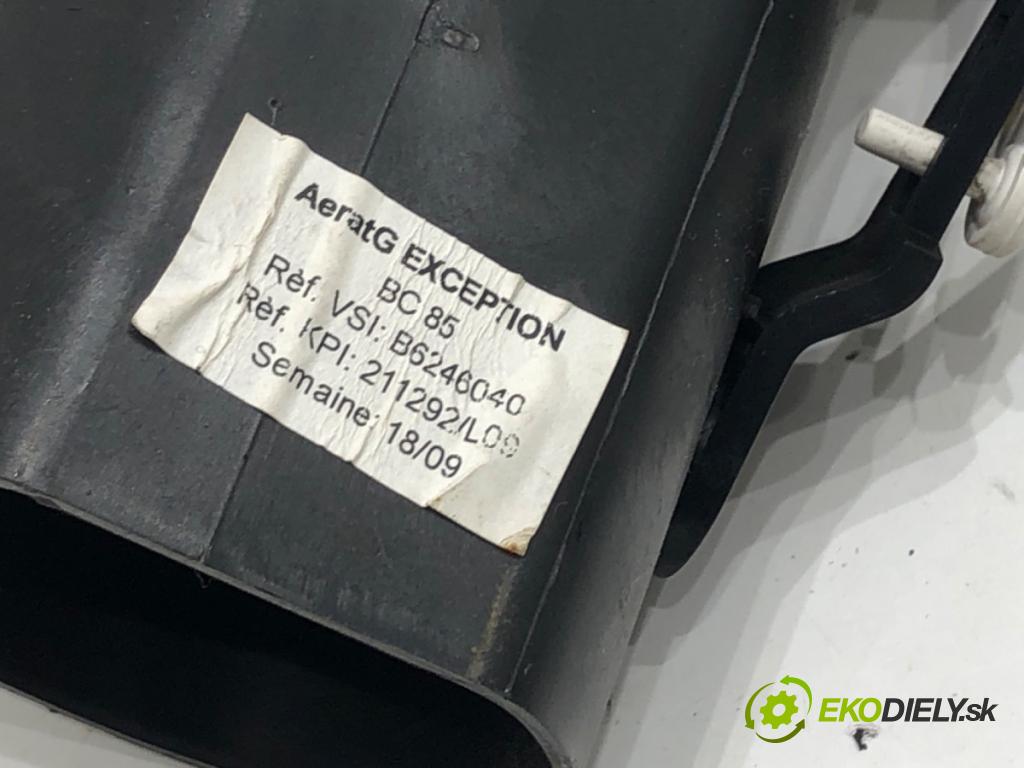 AeratG EXCEPTION
BC 85
Réf. VSI: B6246040
Réf. KPI: 211292/L09
Semaine: 18/09
EKODIELY.sk